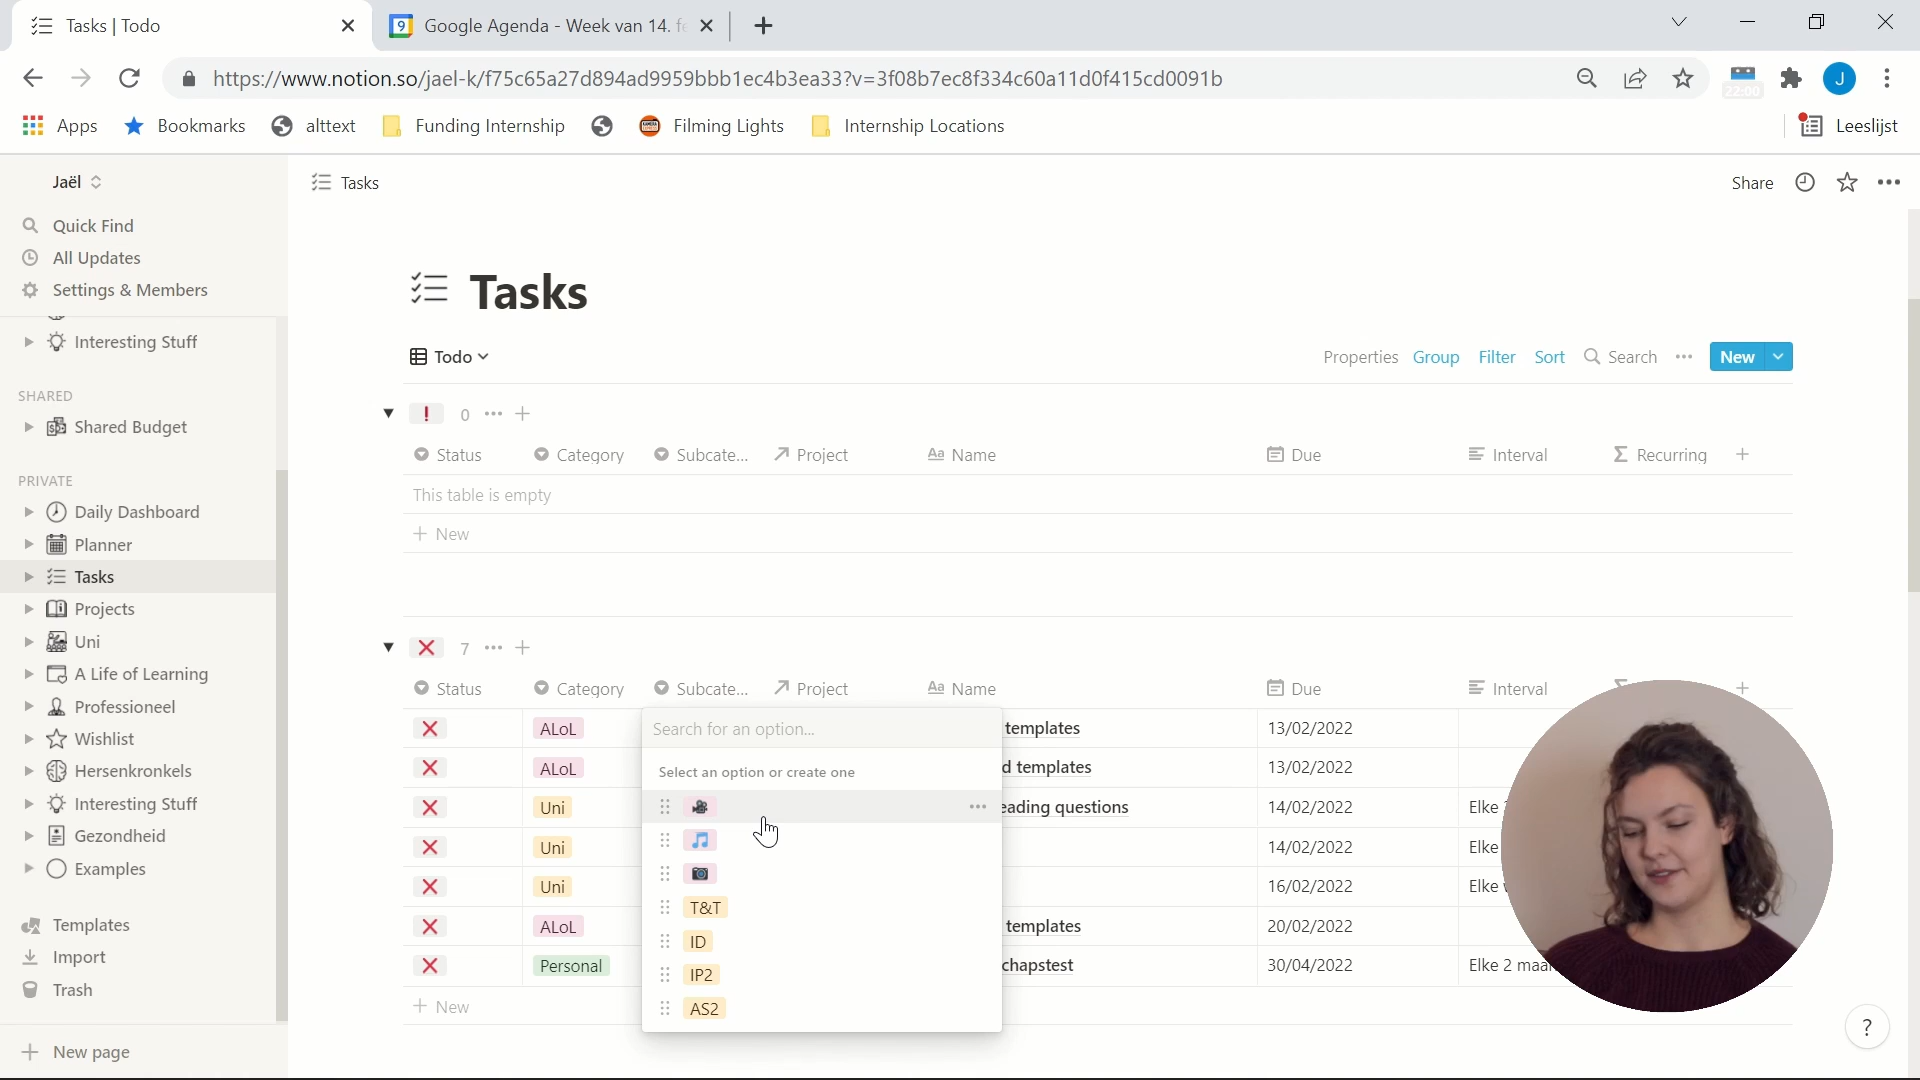 Tasks | Todo
9 Google Agenda - Week van 14. fe
https://www.notion.so/jael-k/f75c65a27d894ad9959bbb1ec4b3ea33?v=3f08b7ec8f334c60a11d0f415cd0091b
22:00
J
Apps Bookmarks alttext Funding Internship Filming Lights Internship Locations Leeslijst
Jaël
Tasks
Share
Quick Find
All Updates
Settings & Members
Interesting Stuff
SHARED
Shared Budget
PRIVATE
Daily Dashboard
Planner
Tasks
Projects
Uni
A Life of Learning
Professioneel
Wishlist
Hersenkronkels
Interesting Stuff
Gezondheid
Examples
Templates
Import
Trash
New page
Tasks
Todo
Properties Group Filter Sort Search New
0
Status Category Subcate... Project Aa Name Due Interval Recurring
This table is empty
New
7
Status Category Subcate... Project Aa Name Due Interval
ALoL templates 13/02/2022
ALoL d templates 13/02/2022
Uni eading questions 14/02/2022 Elke
Uni 14/02/2022 Elke
Uni 16/02/2022 Elke
ALoL templates 20/02/2022
Personal chapstest 30/04/2022 Elke 2 maan
New
Search for an option...
Select an option or create one
T&T
ID
IP2
AS2
?